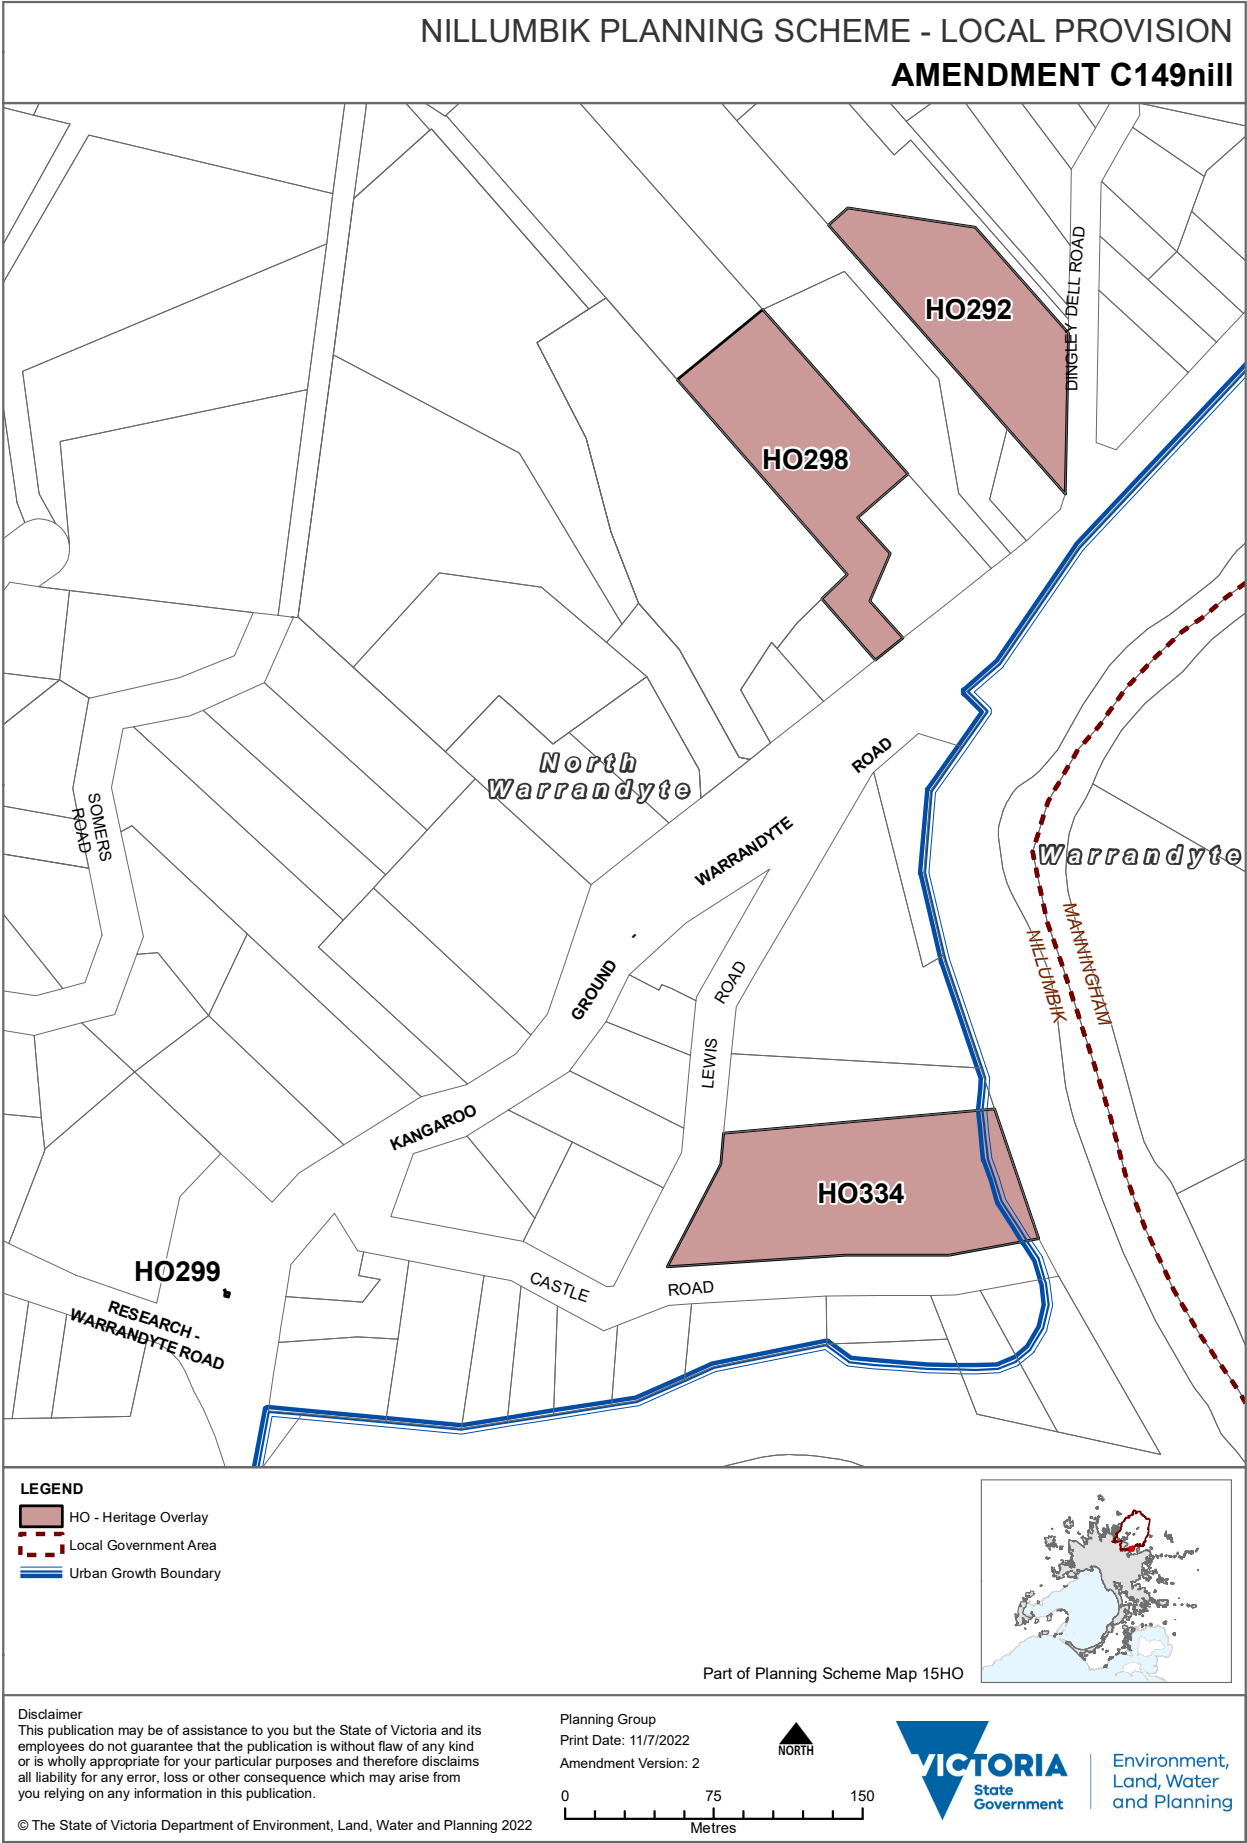 NILLUMBIK PLANNING SCHEME - LOCAL PROVISION
AMENDMENT C149nill
DINGLEY DELL ROAD
HO292
HO298
North
Warrandyte
ROAD
WARRANDYTE
SOMERS
ROAD
Warrandyte
MANNINGHAM
NILLUMBIK
GROUND
ROAD
LEWIS
KANGAROO
HO334
HO299
CASTLE
ROAD
RESEARCH -
WARRANDYTE ROAD
LEGEND
HO - Heritage Overlay
Local Government Area
Urban Growth Boundary
Part of Planning Scheme Map 15HO
Disclaimer
This publication may be of assistance to you but the State of Victoria and its
employees do not guarantee that the publication is without flaw of any kind
or is wholly appropriate for your particular purposes and therefore disclaims
all liability for any error, loss or other consequence which may arise from
you relying on any information in this publication.
© The State of Victoria Department of Environment, Land, Water and Planning 2022
Planning Group
Print Date: 11/7/2022
Amendment Version: 2
0 75 150
Metres
NORTH
VICTORIA
State
Government
Environment,
Land, Water
and Planning